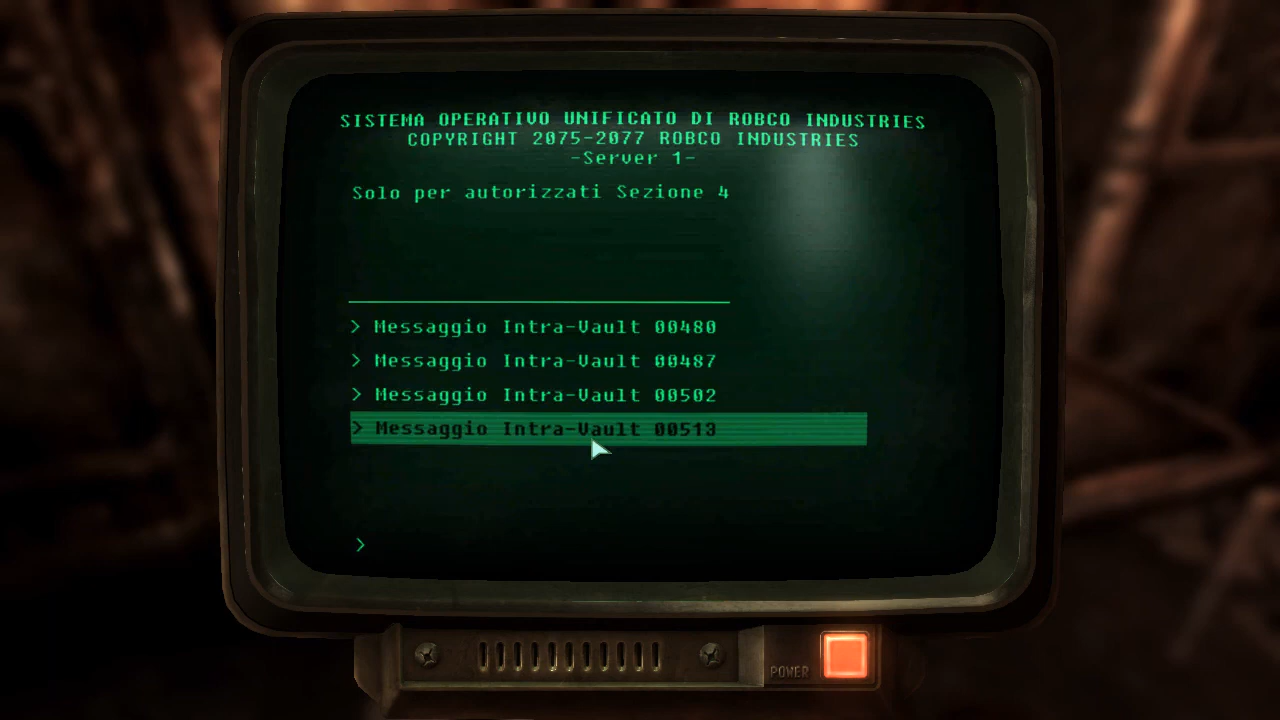 SISTEMA OPERATIVO UNIFICATO DI ROBCO INDUSTRIES
COPYRIGHT 2075-2077 ROBCO INDUSTRIES
-Server 1-
Solo per autorizzati Sezione 4
> Messaggio Intra-Vault 00480
> Messaggio Intra-Vault 00487
> Messaggio Intra-Vault 00502
> Messaggio Intra-Vault 00513
>
POWER